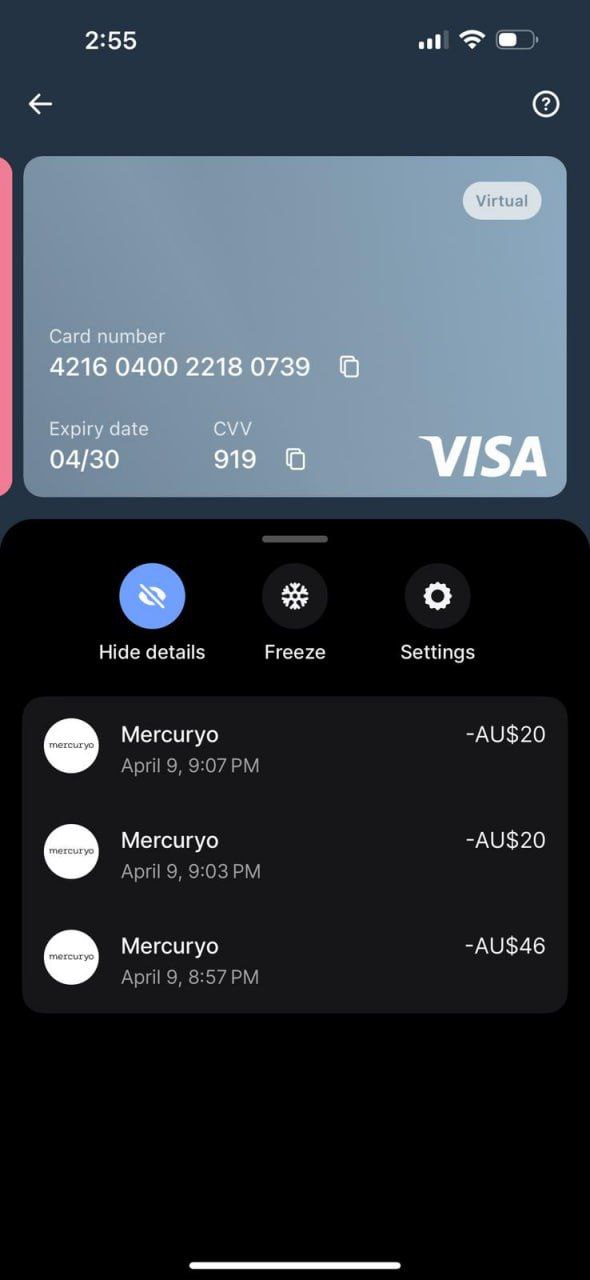 2:55
Virtual
Card number
4216 0400 2218 0739
Expiry date CVV
04/30 919
VISA
Hide details Freeze Settings
mercuryo
Mercuryo -AU$20
April 9, 9:07 PM
mercuryo
Mercuryo -AU$20
April 9, 9:03 PM
mercuryo
Mercuryo -AU$46
April 9, 8:57 PM